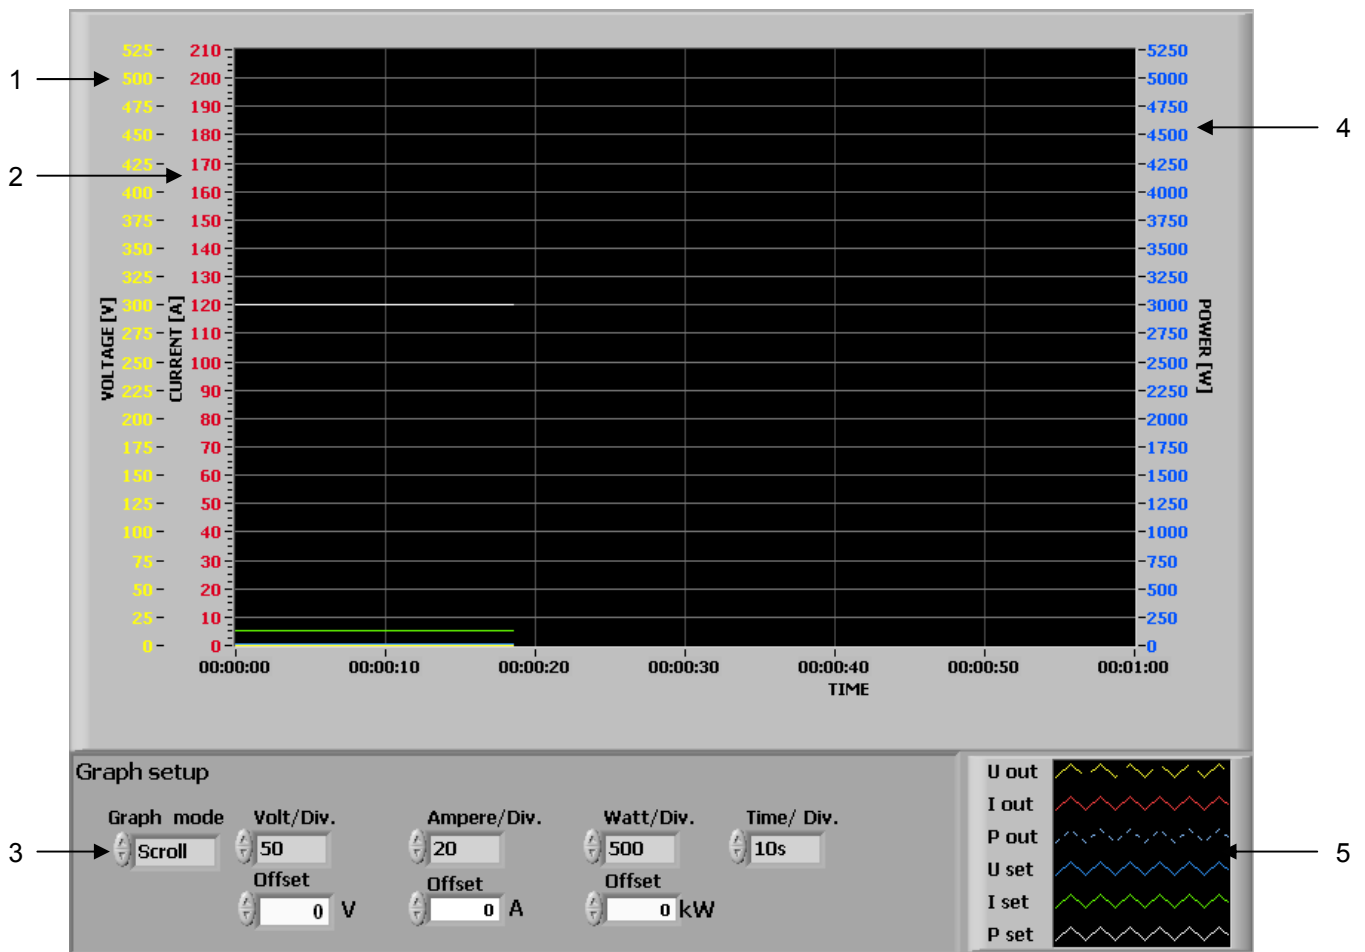 525 210 5250
1 500 200 5000
475 190 4750
450 180 4500 4
425 170 4250
2
400 160 4000
375 150 3750
350 140 3500
325 130 3250
300 120 3000
275 110 2750
250 100 2500
225 90 2250
200 80 2000
175 70 1750
150 60 1500
125 50 1250
100 40 1000
75 30 750
50 20 500
25 10 250
0 0 0
VOLTAGE [V]
CURRENT [A]
POWER [W]
00:00:00 00:00:10 00:00:20 00:00:30 00:00:40 00:00:50 00:01:00
TIME
Graph setup
Graph mode Volt/Div. Ampere/Div. Watt/Div. Time/ Div.
3 Scroll 50 20 500 10s
Offset Offset Offset
0 V 0 A 0 kW
U out
I out
P out
5
U set
I set
P set